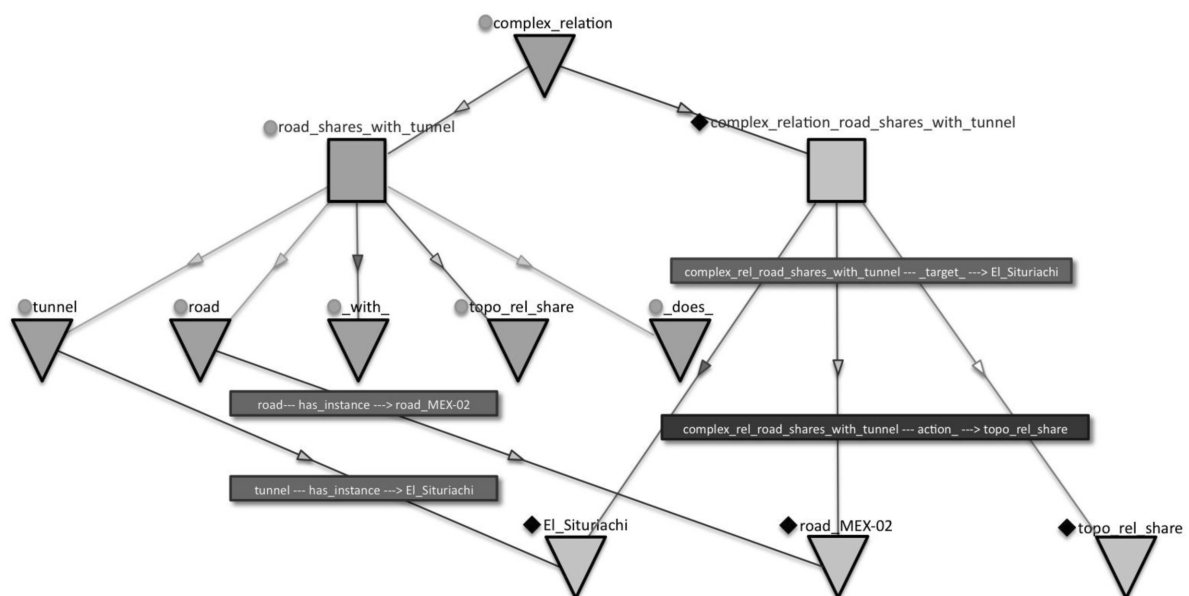 complex_relation
road_shares_with_tunnel
complex_relation_road_shares_with_tunnel
complex_rel_road_shares_with_tunnel --- _target_ ---> El_Situriachi
tunnel
road
_with_
topo_rel_share
_does_
road--- has_instance ---> road_MEX-02
complex_rel_road_shares_with_tunnel --- action_ ---> topo_rel_share
tunnel --- has_instance ---> El_Situriachi
El_Situriachi
road_MEX-02
topo_rel_share